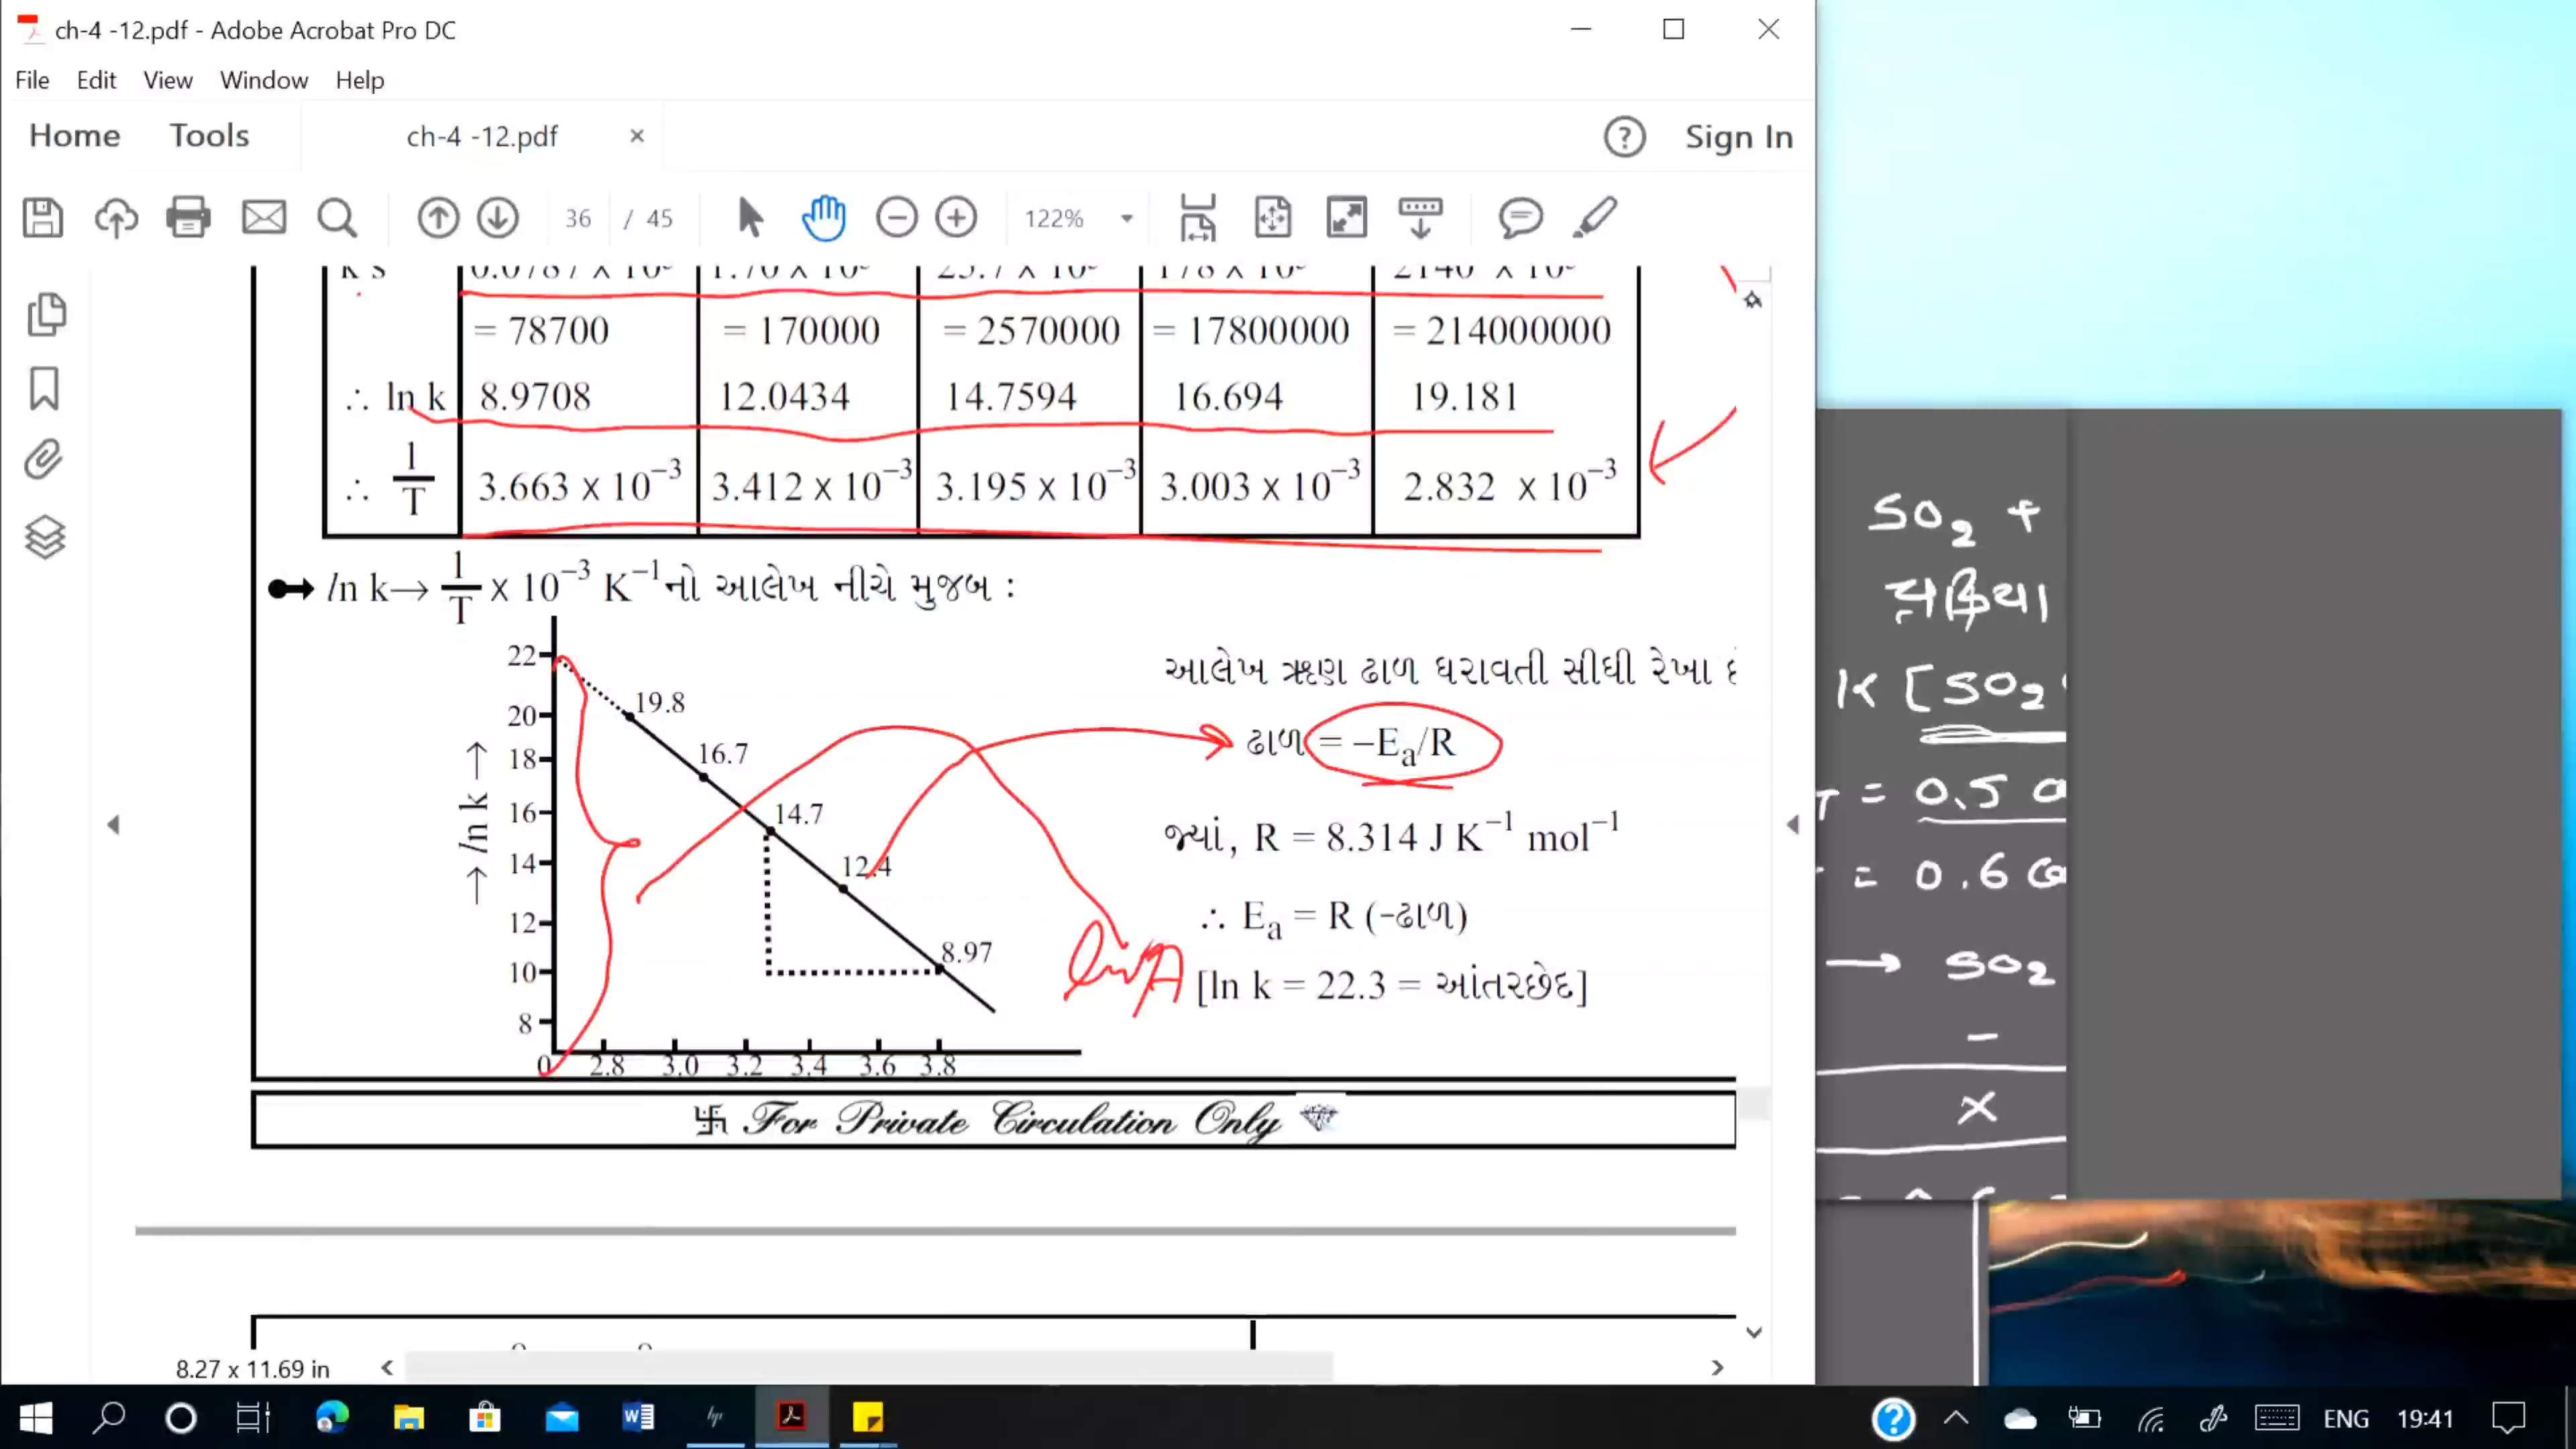 ch-4 -12.pdf - Adobe Acrobat Pro DC
File Edit View Window Help
Home Tools ch-4 -12.pdf × ? Sign In
36 / 45 122%
= 78700 = 170000 = 2570000 = 17800000 = 214000000
∴ ln k 8.9708 12.0434 14.7594 16.694 19.181
∴ 1/T 3.663 x 10⁻³ 3.412 x 10⁻³ 3.195 x 10⁻³ 3.003 x 10⁻³ 2.832 x 10⁻³
ln k→ 1/T x 10⁻³ K⁻¹નો આલેખ નીચે મુજબ :
22
20
18
16
14
12
10
8
→ ln k →
19.8
16.7
14.7
12.4
8.97
0 2.8 3.0 3.2 3.4 3.6 3.8
આલેખ ઋણ ઢાળ ધરાવતી સીધી રેખા
ઢાળ = –Eₐ/R
જ્યાં, R = 8.314 J K⁻¹ mol⁻¹
∴ Eₐ = R (-ઢાળ)
ln A
[ln k = 22.3 = આંતરછેદ]
卐 For Private Circulation Only
8.27 x 11.69 in
SO₂ +
K [SO₂
= 0.5
= 0.6
→ SO₂
-
x
ENG 19:41